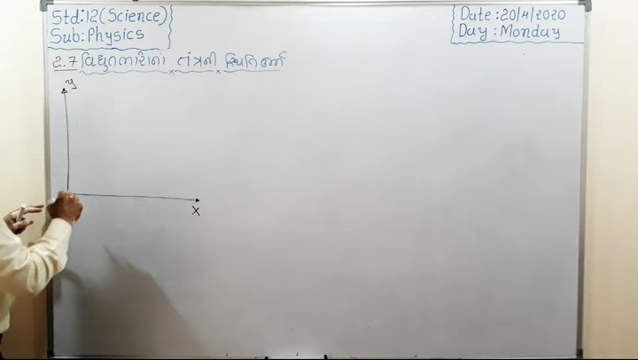 Std:12(Science)
Sub:Physics
Date:20/4/2020
Day:Monday
2.7 વિદ્યુતભારોના તંત્રની સ્થિતિઊર્જા
y
X